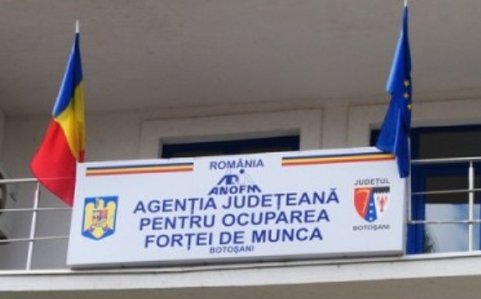 ROMÂNIA
ANOFM
AGENȚIA JUDEȚEANĂ
PENTRU OCUPAREA
FORȚEI DE MUNCA
BOTOȘANI
JUDEȚUL
BOTOȘANI